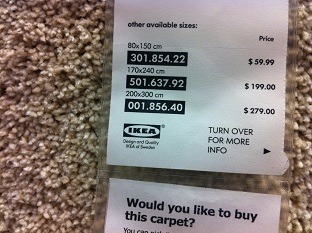 other available sizes:
Price
80x150 cm
301.854.22 $ 59.99
170x240 cm
501.637.92 $ 199.00
200x300 cm
001.856.40 $ 279.00
IKEA
Design and Quality
IKEA of Sweden
TURN OVER
FOR MORE
INFO
Would you like to buy
this carpet?
You can